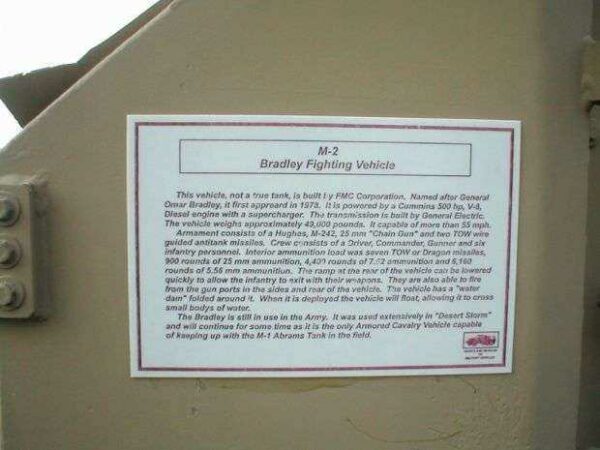 M-2
Bradley Fighting Vehicle
This vehicle, not a true tank, is built by FMC Corporation. Named after General
Omar Bradley, it first approard in 1978. It is powered by a Cummins 500 hp, V-8,
Diesel engine with a supercharger. The transmission is built by General Electric.
The vehicle weighs approximately 49,000 pounds. It capable of more than 55 mph.
Armament consists of a Hughes, M-242, 25 mm "Chain Gun" and two TOW wire
guided antitank missiles. Crew consists of a Driver, Commander, Gunner and six
infantry personnel. Interior ammunition load was seven TOW or Dragon missiles,
900 rounds of 25 mm ammunition, 4,400 rounds of 7.62 ammunition and 5,160
rounds of 5.56 mm ammunition. The ramp at the rear of the vehicle can be lowered
quickly to allow the infantry to exit with their weapons. They are also able to fire
from the gun ports in the sides and rear of the vehicle. The vehicle has a "water
dam" folded around it. When it is deployed the vehicle will float, allowing it to cross
small bodys of water.
The Bradley is still in use in the Army. It was used extensively in "Desert Storm"
and will continue for some time as it is the only Armored Cavalry Vehicle capable
of keeping up with the M-1 Abrams Tank in the field.